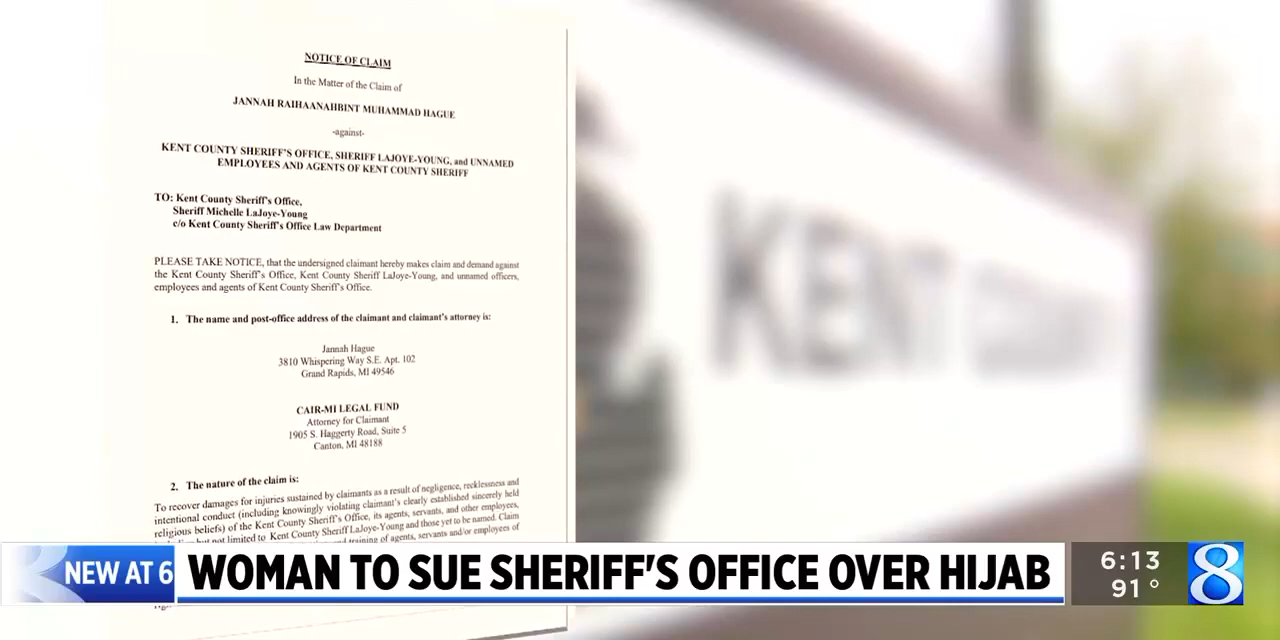 NOTICE OF CLAIM
In the Matter of the Claim of
JANNAH RAIHAANAHBINT MUHAMMAD HAGUE
-against-
KENT COUNTY SHERIFF'S OFFICE, SHERIFF LAJOYE-YOUNG, and UNNAMED
EMPLOYEES AND AGENTS OF KENT COUNTY SHERIFF
TO: Kent County Sheriff's Office,
Sheriff Michelle LaJoye-Young
c/o Kent County Sheriff's Office Law Department
PLEASE TAKE NOTICE, that the undersigned claimant hereby makes claim and demand against
the Kent County Sheriff's Office, Kent County Sheriff LaJoye-Young, and unnamed officers,
employees and agents of Kent County Sheriff's Office.
1. The name and post-office address of the claimant and claimant's attorney is:
Jannah Hague
3810 Whispering Way S.E. Apt. 102
Grand Rapids, MI 49546
CAIR-MI LEGAL FUND
Attorney for Claimant
1905 S. Haggerty Road, Suite 5
Canton, MI 48188
2. The nature of the claim is:
To recover damages for injuries sustained by claimants as a result of negligence, recklessness and
intentional conduct (including knowingly violating claimant's clearly established sincerely held
religious beliefs) of the Kent County Sheriff's Office, its agents, servants, and other employees,
but not limited to Kent County Sheriff LaJoye-Young and those yet to be named. Claim
training of agents, servants and/or employees of
KENT COUNTY
NEW AT 6
WOMAN TO SUE SHERIFF'S OFFICE OVER HIJAB
6:13
91°
8